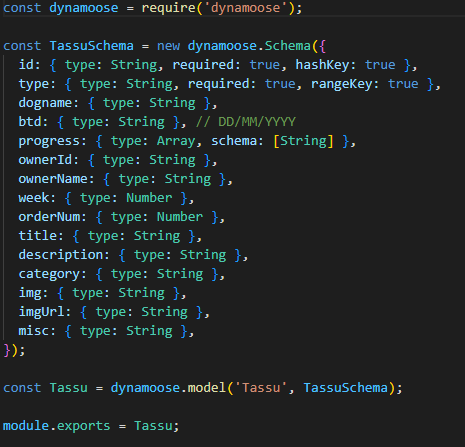 const dynamoose = require('dynamoose');
const TassuSchema = new dynamoose.Schema({
id: { type: String, required: true, hashKey: true },
type: { type: String, required: true, rangeKey: true },
dogname: { type: String },
btd: { type: String }, // DD/MM/YYYY
progress: { type: Array, schema: [String] },
ownerId: { type: String },
ownerName: { type: String },
week: { type: Number },
orderNum: { type: Number },
title: { type: String },
description: { type: String },
category: { type: String },
img: { type: String },
imgUrl: { type: String },
misc: { type: String },
});
const Tassu = dynamoose.model('Tassu', TassuSchema);
module.exports = Tassu;